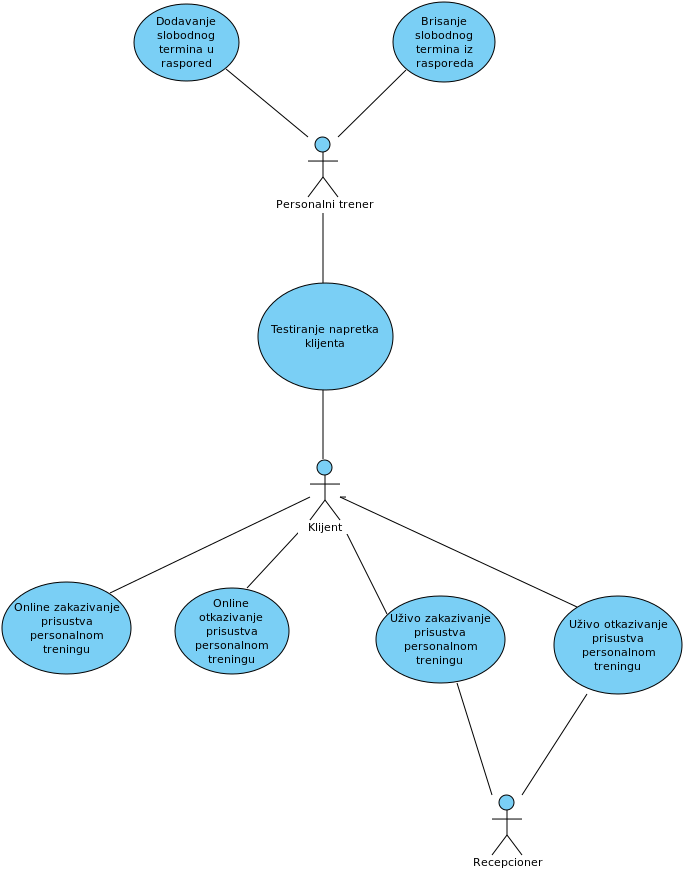 Dodavanje
slobodnog
termina u
raspored
Brisanje
slobodnog
termina iz
rasporeda
Personalni trener
Testiranje napretka
klijenta
Klijent
Online zakazivanje
prisustva
personalnom
treningu
Online
otkazivanje
prisustva
personalnom
treningu
Uživo zakazivanje
prisustva
personalnom
treningu
Uživo otkazivanje
prisustva
personalnom
treningu
Recepcioner